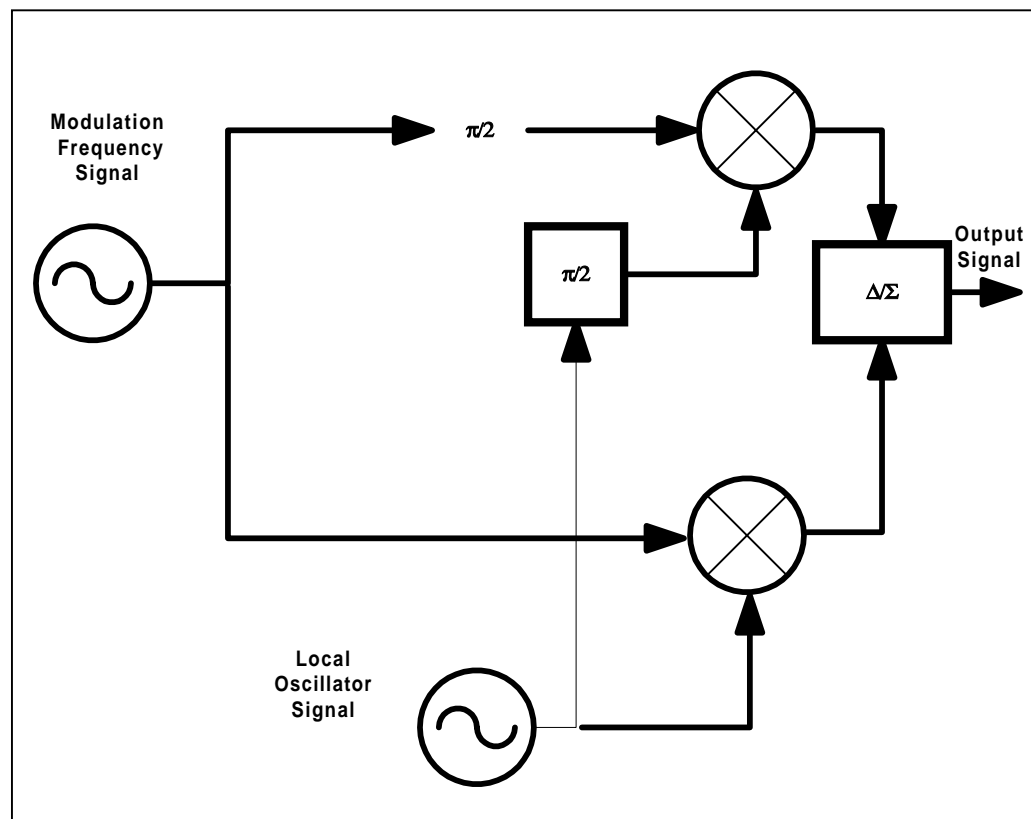 Modulation
Frequency
Signal
π/2
π/2
Output
Signal
Δ/Σ
Local
Oscillator
Signal